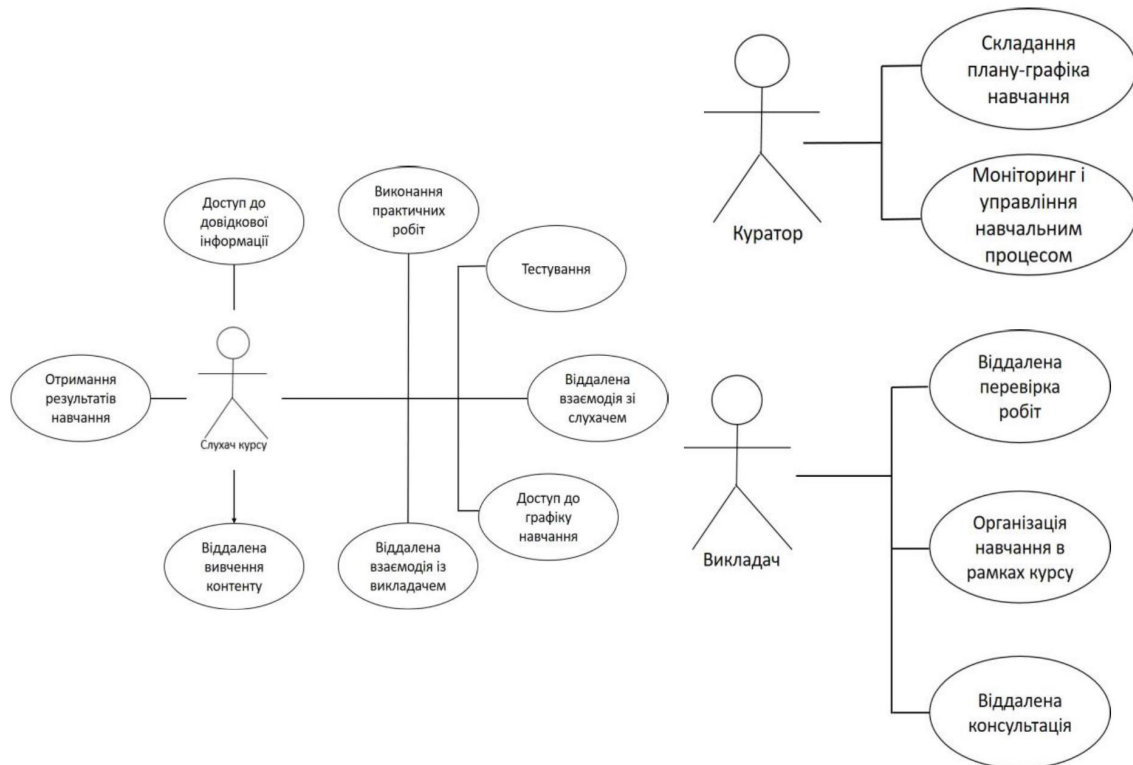 Доступ до
довідкової
інформації
Виконання
практичних
робіт
Тестування
Отримання
результатів
навчання
Слухач курсу
Віддалена
взаємодія зі
слухачем
Віддалена
вивчення
контенту
Віддалена
взаємодія із
викладачем
Доступ до
графіку
навчання
Куратор
Складання
плану-графіка
навчання
Моніторинг і
управління
навчальним
процесом
Викладач
Віддалена
перевірка
робіт
Організація
навчання в
рамках курсу
Віддалена
консультація